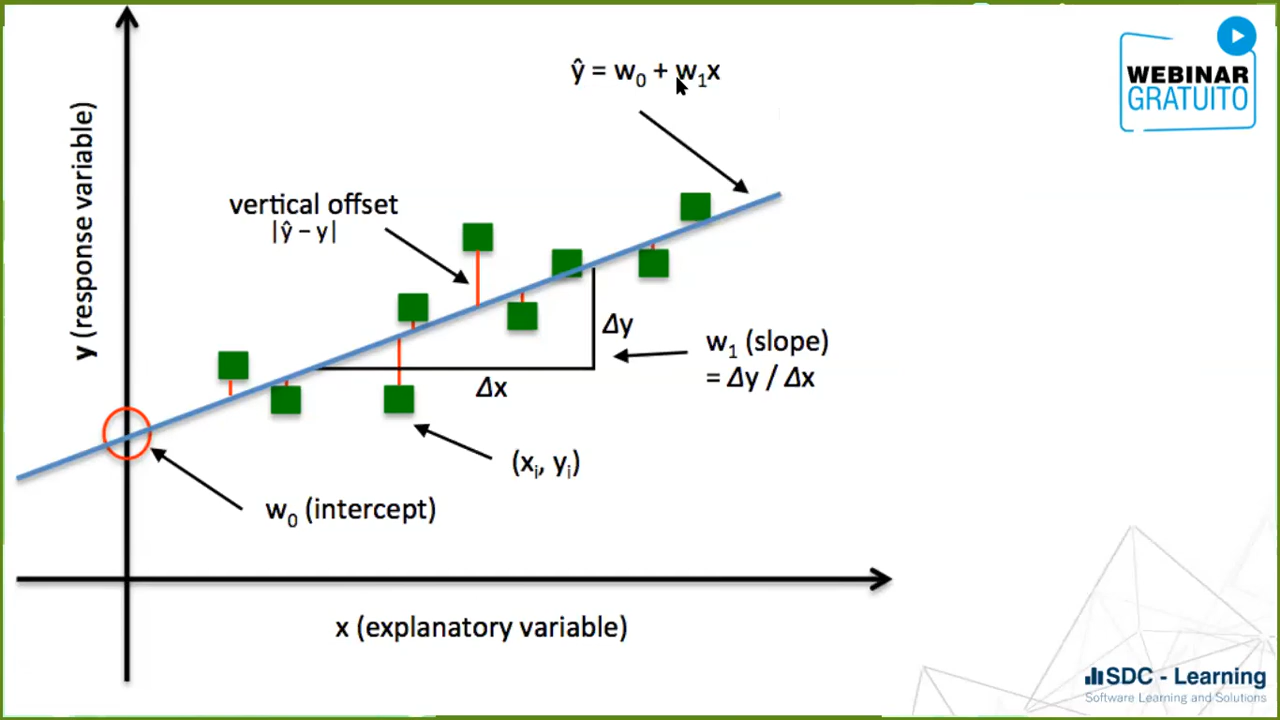 ŷ = w₀ + w₁x
WEBINAR
GRATUITO
y (response variable)
vertical offset
|ŷ – y|
Δy
w₁ (slope)
= Δy / Δx
Δx
(xᵢ, yᵢ)
w₀ (intercept)
x (explanatory variable)
SDC - Learning
Software Learning and Solutions